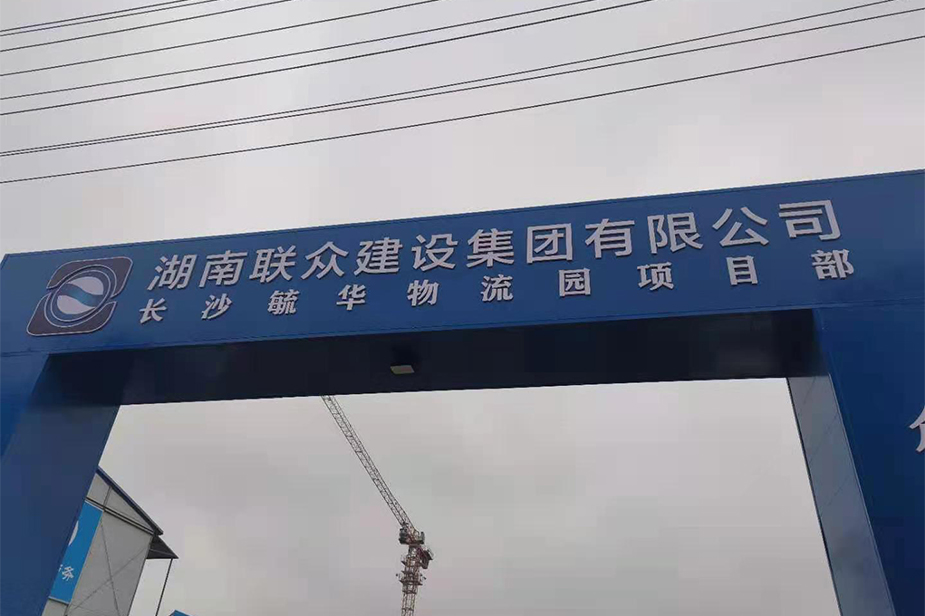 湖南联众建设集团有限公司
长沙毓华物流园项目部
务